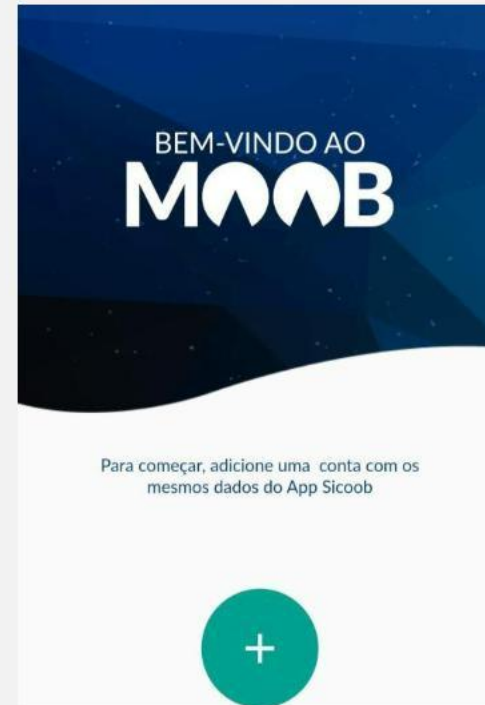 BEM-VINDO AO
MOOB
Para começar, adicione uma conta com os
mesmos dados do App Sicoob
+